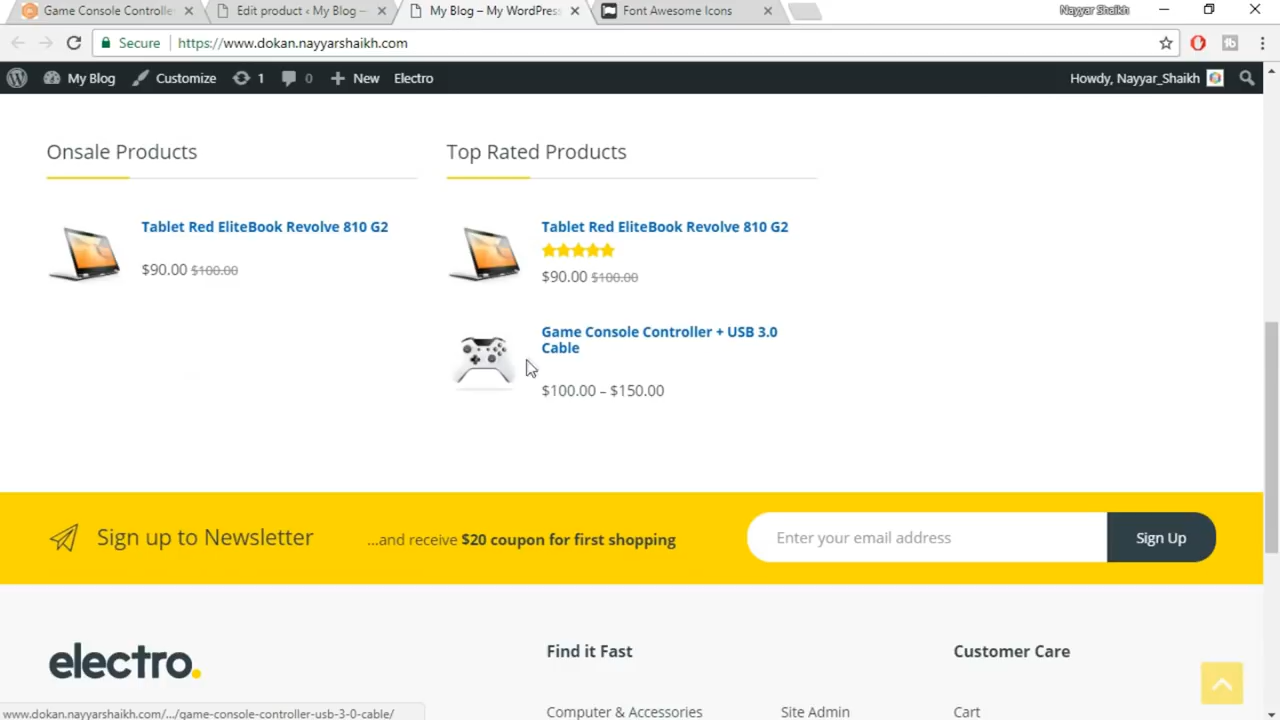 Game Console Controlle
Edit product ‹ My Blog –
My Blog – My WordPress
Font Awesome Icons
Nayyar Shaikh
Secure
https://www.dokan.nayyarshaikh.com
My Blog
Customize
1
0
New
Electro
Howdy, Nayyar_Shaikh
Onsale Products
Top Rated Products
Tablet Red EliteBook Revolve 810 G2
$90.00 $100.00
Tablet Red EliteBook Revolve 810 G2
$90.00 $100.00
Game Console Controller + USB 3.0
Cable
$100.00 – $150.00
Sign up to Newsletter
...and receive $20 coupon for first shopping
Enter your email address
Sign Up
electro.
Find it Fast
Customer Care
Computer & Accessories
Site Admin
Cart
www.dokan.nayyarshaikh.com/.../game-console-controller-usb-3-0-cable/